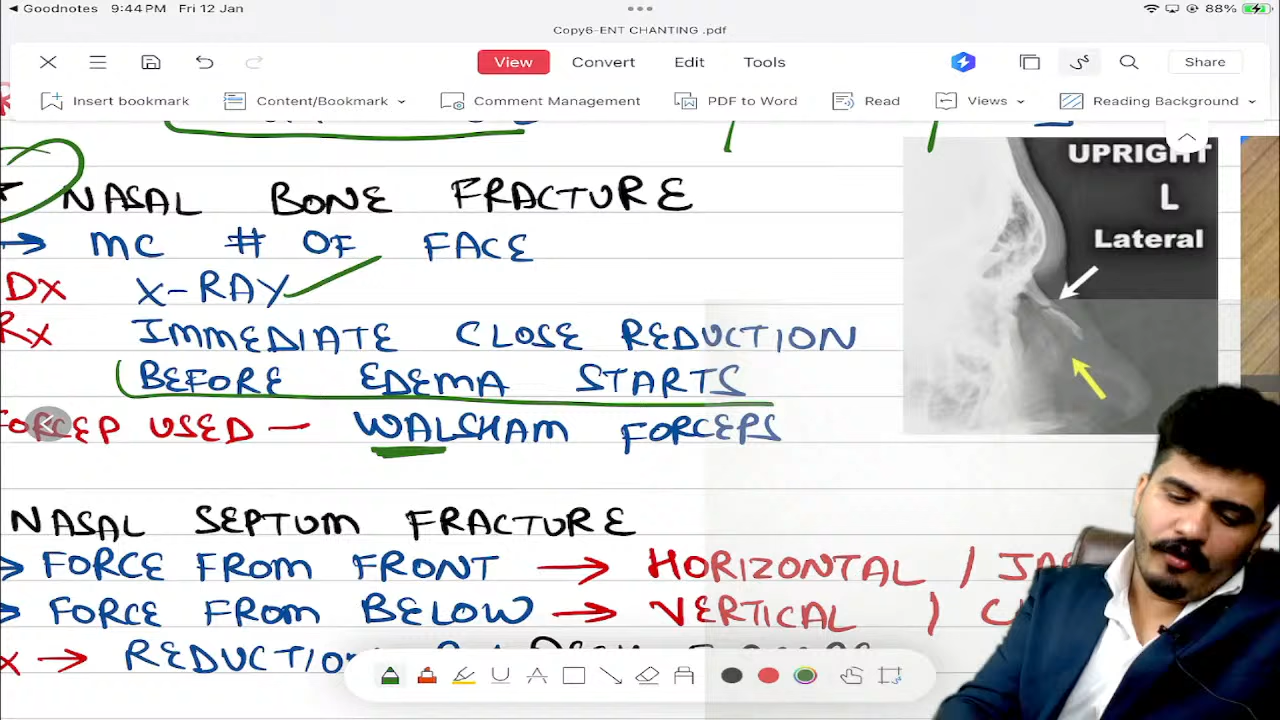 Goodnotes 9:44 PM Fri 12 Jan 88%
Copy6-ENT CHANTING .pdf
View Convert Edit Tools Share
Insert bookmark Content/Bookmark Comment Management PDF to Word Read Views Reading Background
NASAL BONE FRACTURE
→ MC # OF FACE
DX X-RAY
RX IMMEDIATE CLOSE REDUCTION
BEFORE EDEMA STARTS
FORCEP USED — WALSHAM FORCEPS
UPRIGHT
L
Lateral
NASAL SEPTUM FRACTURE
→ FORCE FROM FRONT → HORIZONTAL /
→ FORCE FROM BELOW → VERTICAL /
→ REDUCTION